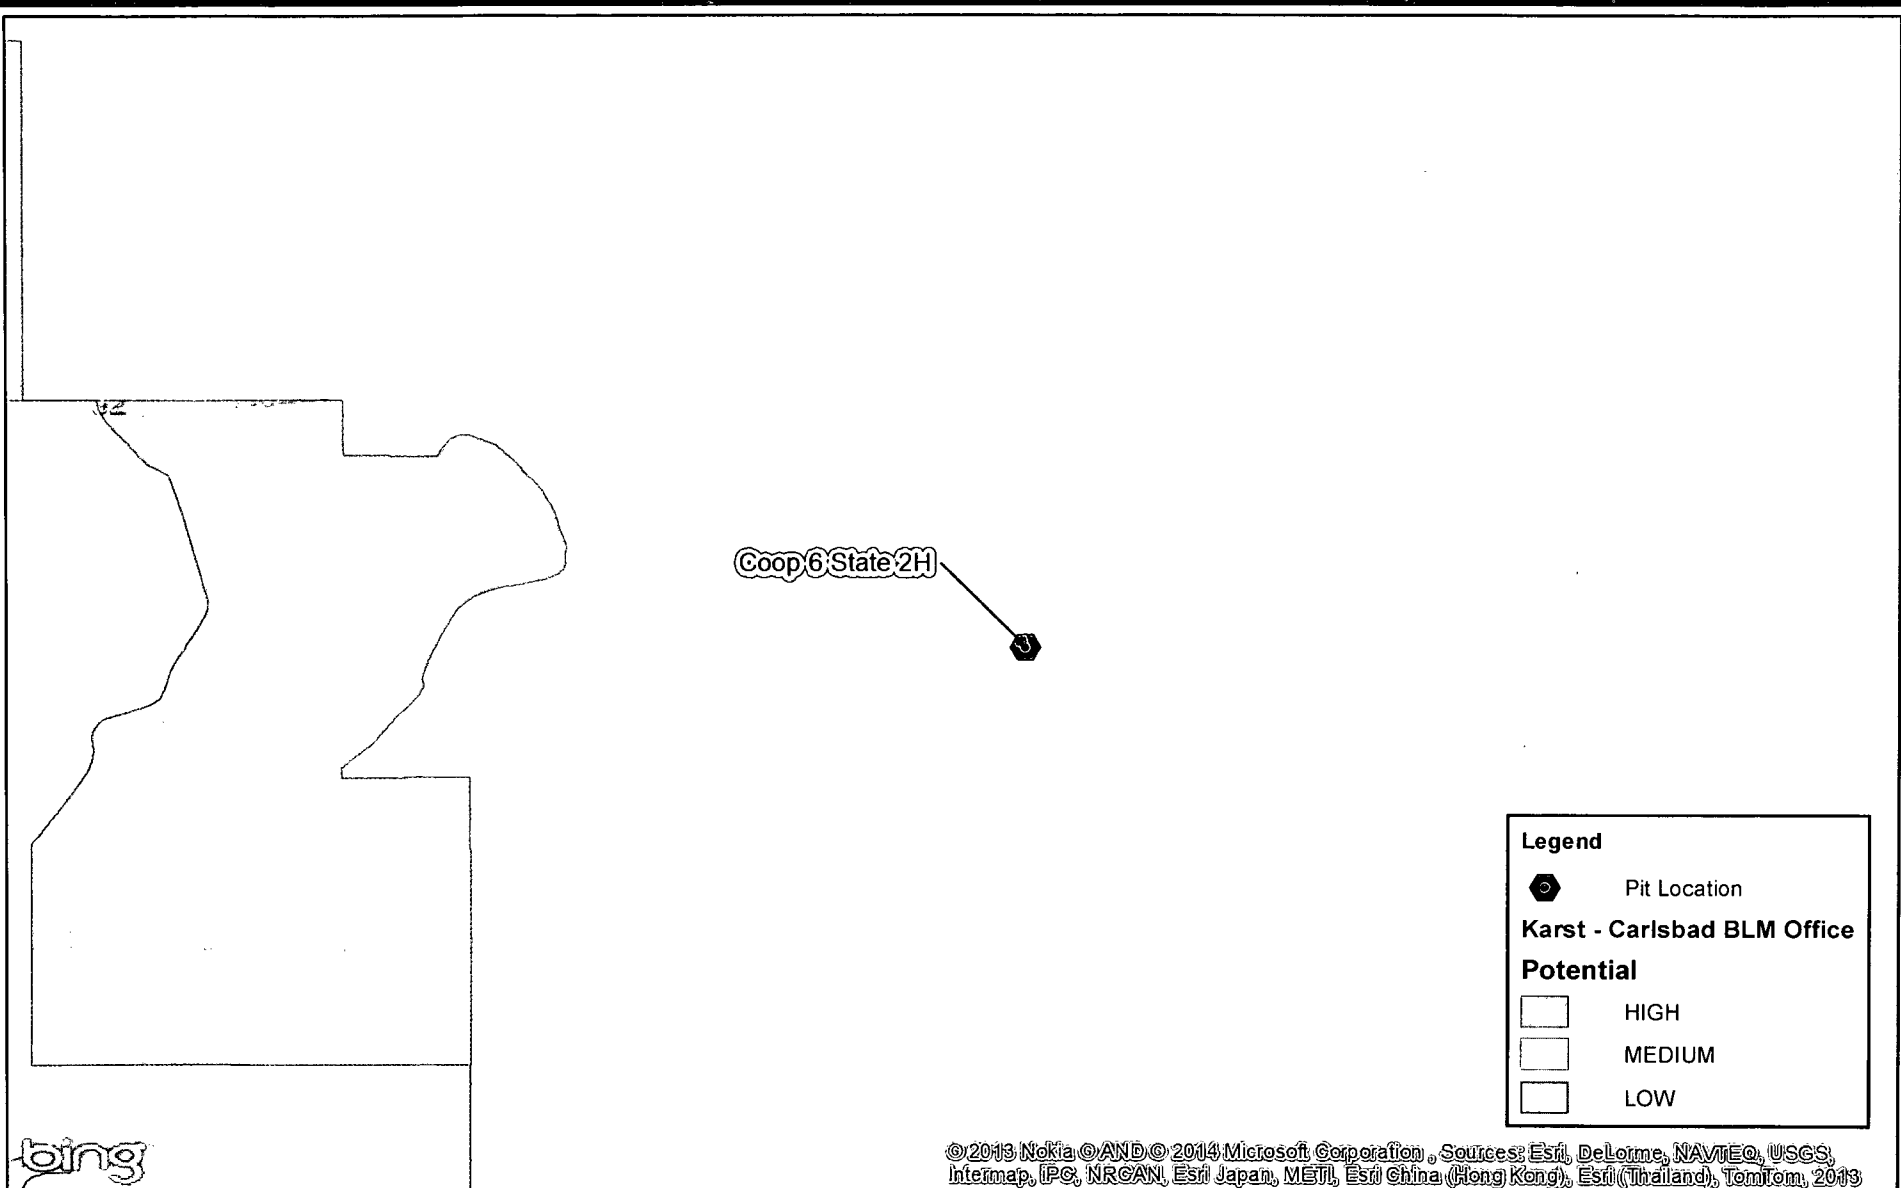 Coop 6 State 2H
Legend
Pit Location
Karst - Carlsbad BLM Office
Potential
HIGH
MEDIUM
LOW
bing
© 2013 Nokia © AND © 2014 Microsoft Corporation, Sources: Esri, DeLorme, NAVTEQ, USGS,
Intermap, iPC, NRCAN, Esri Japan, METI, Esri China (Hong Kong), Esri (Thailand), TomTom, 2013